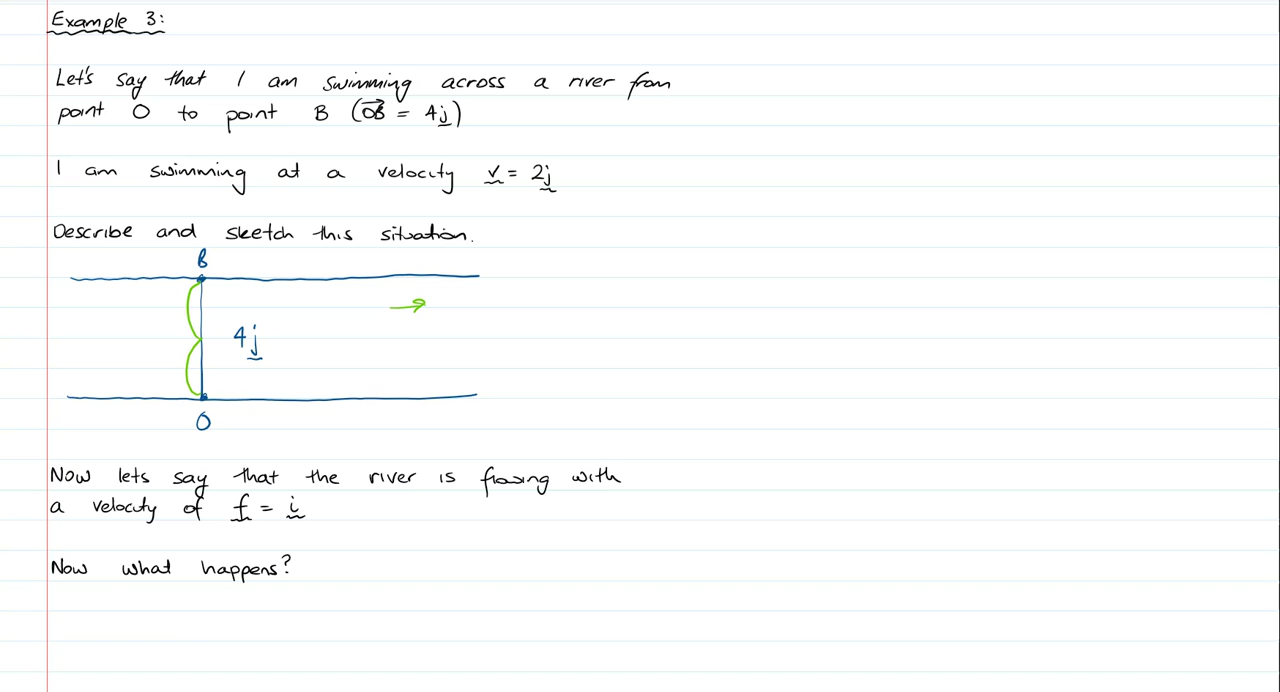 Example 3:
Let's say that I am swimming across a river from
point O to point B (OB = 4j)
I am swimming at a velocity v = 2j
Describe and sketch this situation.
B
4j
O
Now lets say that the river is flowing with
a velocity of f = i
Now what happens?